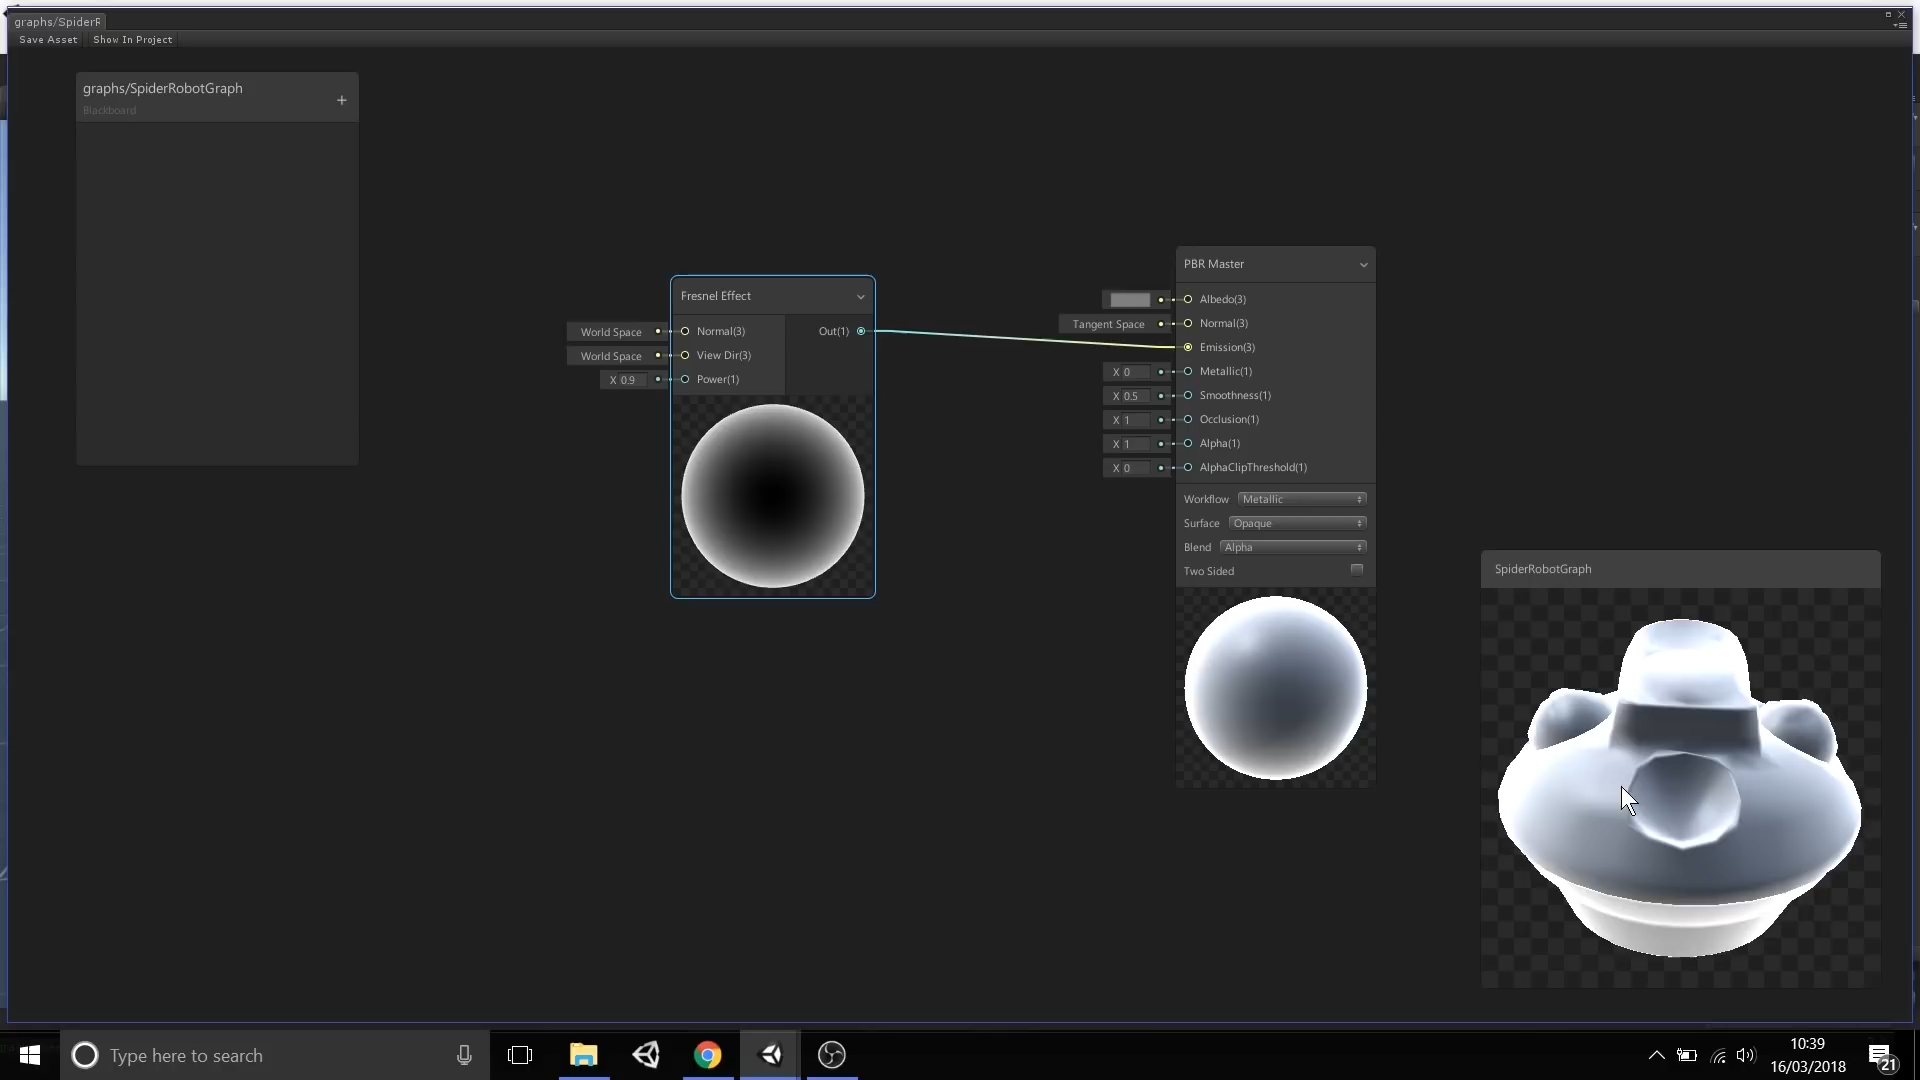 graphs/SpiderR
Save Asset
Show In Project
graphs/SpiderRobotGraph
Blackboard
Fresnel Effect
World Space
Normal(3)
Out(1)
World Space
View Dir(3)
X 0.9
Power(1)
PBR Master
Albedo(3)
Tangent Space
Normal(3)
Emission(3)
X 0
Metallic(1)
X 0.5
Smoothness(1)
X 1
Occlusion(1)
X 1
Alpha(1)
X 0
AlphaClipThreshold(1)
Workflow Metallic
Surface Opaque
Blend Alpha
Two Sided
SpiderRobotGraph
Type here to search
10:39
16/03/2018
21